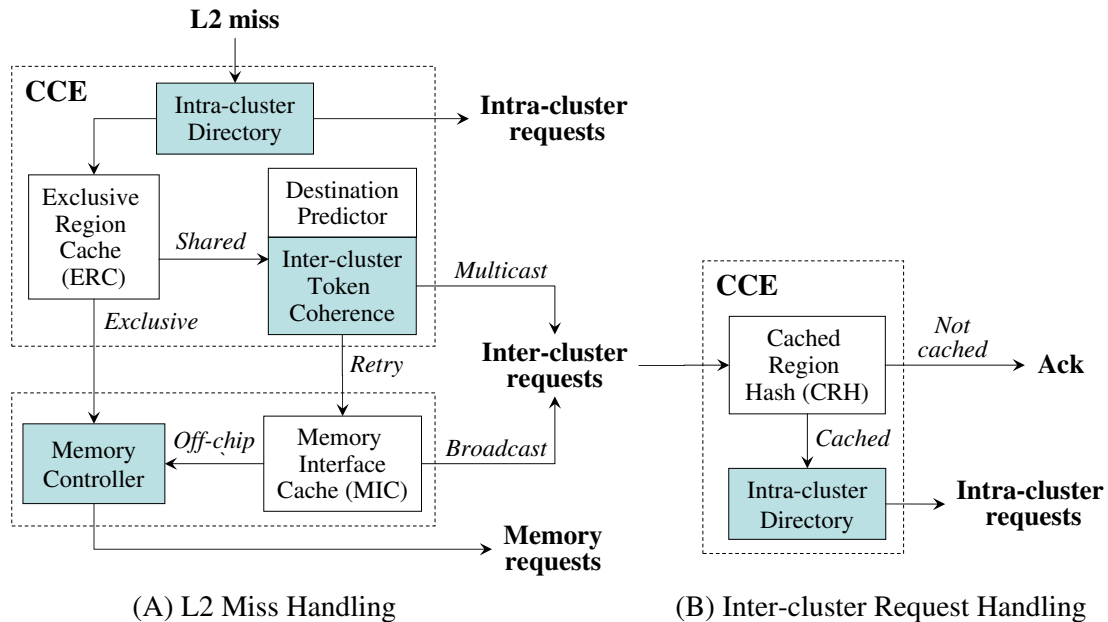 L2 miss
CCE
Intra-cluster
Directory
Intra-cluster
requests
Exclusive
Region
Cache
(ERC)
Shared
Destination
Predictor
Inter-cluster
Token
Coherence
Multicast
Exclusive
Retry
Inter-cluster
requests
Memory
Controller
Off-chip
Memory
Interface
Cache (MIC)
Broadcast
Memory
requests
(A) L2 Miss Handling
CCE
Cached
Region
Hash (CRH)
Not
cached
Ack
Cached
Intra-cluster
Directory
Intra-cluster
requests
(B) Inter-cluster Request Handling